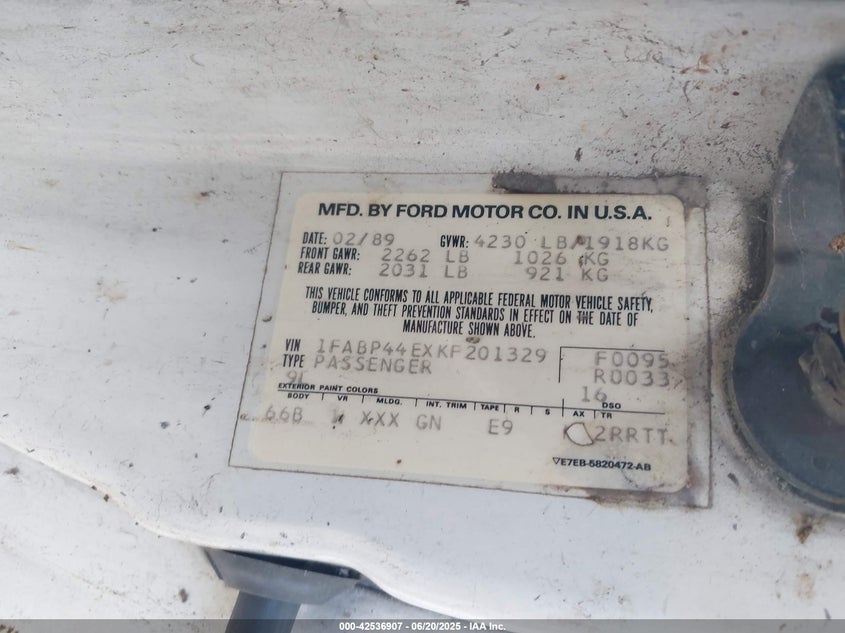 MFD. BY FORD MOTOR CO. IN U.S.A.
DATE: 02/89 GVWR: 4230 LB/1918KG
FRONT GAWR: 2262 LB 1026 KG
REAR GAWR: 2031 LB 921 KG
THIS VEHICLE CONFORMS TO ALL APPLICABLE FEDERAL MOTOR VEHICLE SAFETY,
BUMPER, AND THEFT PREVENTION STANDARDS IN EFFECT ON THE DATE OF
MANUFACTURE SHOWN ABOVE.
VIN 1FABP44EXKF201329 F0095
TYPE PASSENGER R0033
9L 16
EXTERIOR PAINT COLORS DSO
BODY VR MLDG. INT. TRIM TAPE R S AX TR
66B XXX GN E9 2RRTT
▽E7EB-5820472-AB
000-42536907 - 06/20/2025 - IAA Inc.